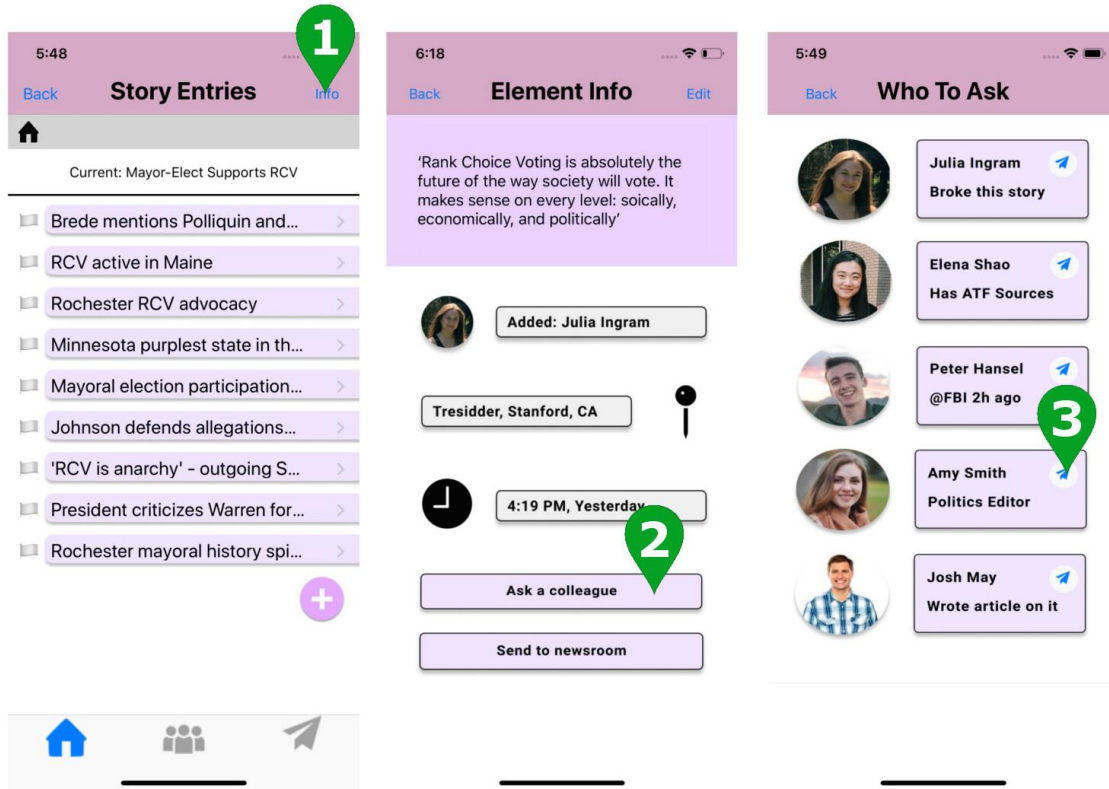 5:48
1
Back
Story Entries
Info
Current: Mayor-Elect Supports RCV
Brede mentions Polliquin and...
RCV active in Maine
Rochester RCV advocacy
Minnesota purplest state in th...
Mayoral election participation...
Johnson defends allegations...
'RCV is anarchy' - outgoing S...
President criticizes Warren for...
Rochester mayoral history spi...
6:18
Back
Element Info
Edit
‘Rank Choice Voting is absolutely the
future of the way society will vote. It
makes sense on every level: soically,
economically, and politically’
Added: Julia Ingram
Tresidder, Stanford, CA
4:19 PM, Yesterday
2
Ask a colleague
Send to newsroom
5:49
Back
Who To Ask
Julia Ingram
Broke this story
Elena Shao
Has ATF Sources
Peter Hansel
@FBI 2h ago
3
Amy Smith
Politics Editor
Josh May
Wrote article on it